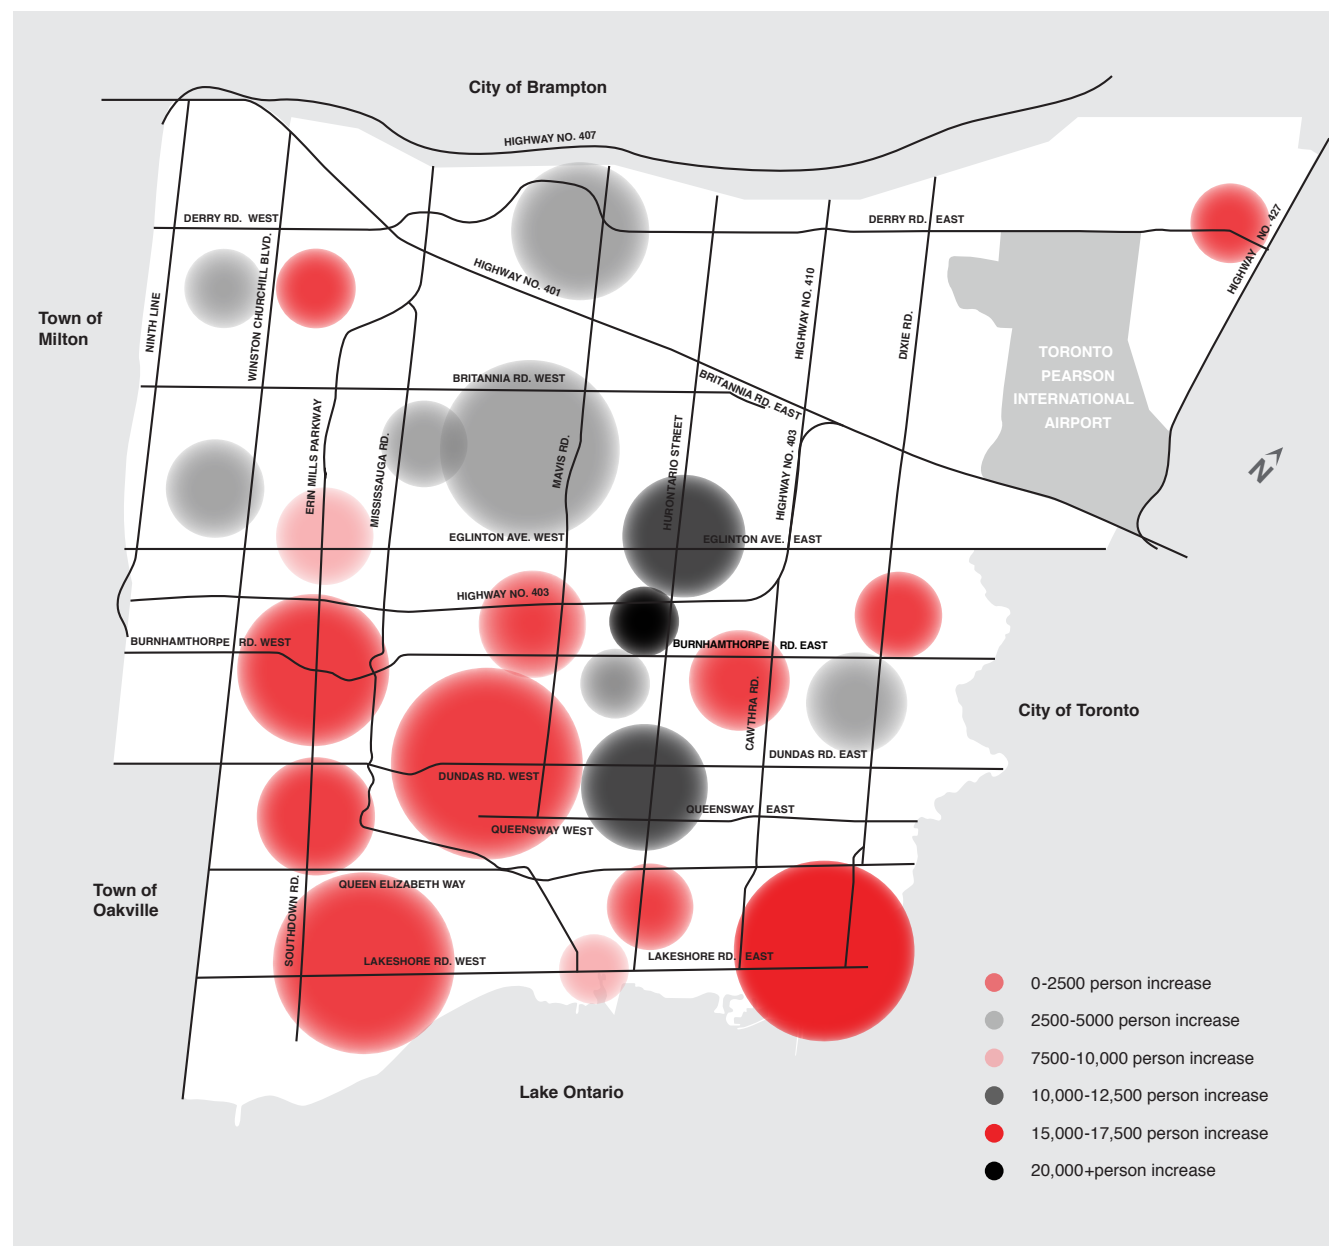 City of Brampton
HIGHWAY NO. 407
DERRY RD. WEST
DERRY RD. EAST
HIGHWAY NO. 427
WINSTON CHURCHILL BLVD.
HIGHWAY NO. 401
NINTH LINE
HIGHWAY NO. 410
DIXIE RD.
Town of
Milton
TORONTO
PEARSON
INTERNATIONAL
AIRPORT
BRITANNIA RD. WEST
BRITANNIA RD. EAST
ERIN MILLS PARKWAY
MISSISSAUGA RD.
MAVIS RD.
HURONTARIO STREET
HIGHWAY NO. 403
N
EGLINTON AVE. WEST
EGLINTON AVE. EAST
HIGHWAY NO. 403
BURNHAMTHORPE RD. WEST
BURNHAMTHORPE RD. EAST
CAWTHRA RD.
City of Toronto
DUNDAS RD. EAST
DUNDAS RD. WEST
QUEENSWAY EAST
QUEENSWAY WEST
Town of
Oakville
QUEEN ELIZABETH WAY
SOUTHDOWN RD.
LAKESHORE RD. WEST
LAKESHORE RD. EAST
Lake Ontario
0-2500 person increase
2500-5000 person increase
7500-10,000 person increase
10,000-12,500 person increase
15,000-17,500 person increase
20,000+person increase